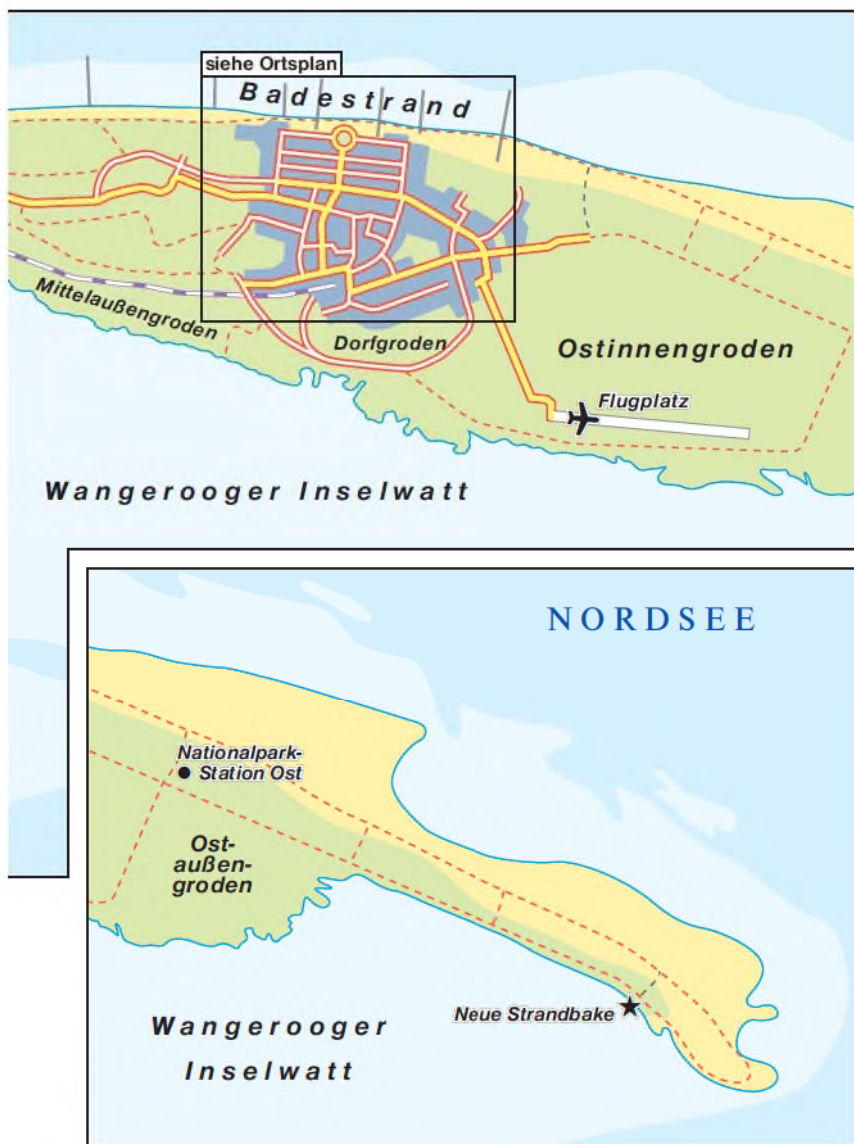 siehe Ortsplan
Badestrand
Mittelaußengroden
Dorfgroden
Ostinnengroden
Flugplatz
Wangerooger Inselwatt
NORDSEE
Nationalpark-
Station Ost
Ost-
außen-
groden
Neue Strandbake
Wangerooger
Inselwatt